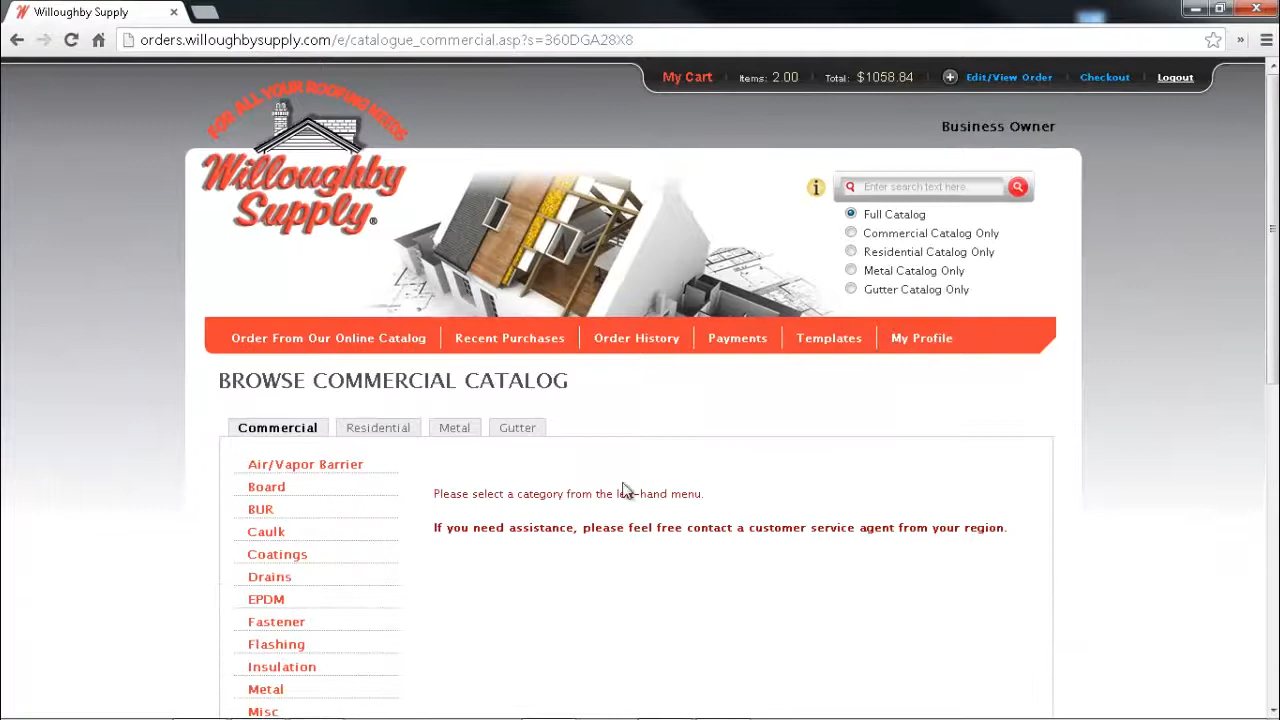 Willoughby Supply
orders.willoughbysupply.com/e/catalogue_commercial.asp?s=360DGA28X8
My Cart Items: 2.00 Total: $1058.84 Edit/View Order Checkout Logout
Business Owner
FOR ALL YOUR ROOFING NEEDS
Willoughby
Supply®
Enter search text here
Full Catalog
Commercial Catalog Only
Residential Catalog Only
Metal Catalog Only
Gutter Catalog Only
Order From Our Online Catalog Recent Purchases Order History Payments Templates My Profile
BROWSE COMMERCIAL CATALOG
Commercial Residential Metal Gutter
Air/Vapor Barrier
Board
BUR
Caulk
Coatings
Drains
EPDM
Fastener
Flashing
Insulation
Metal
Misc
Please select a category from the left-hand menu.
If you need assistance, please feel free contact a customer service agent from your region.